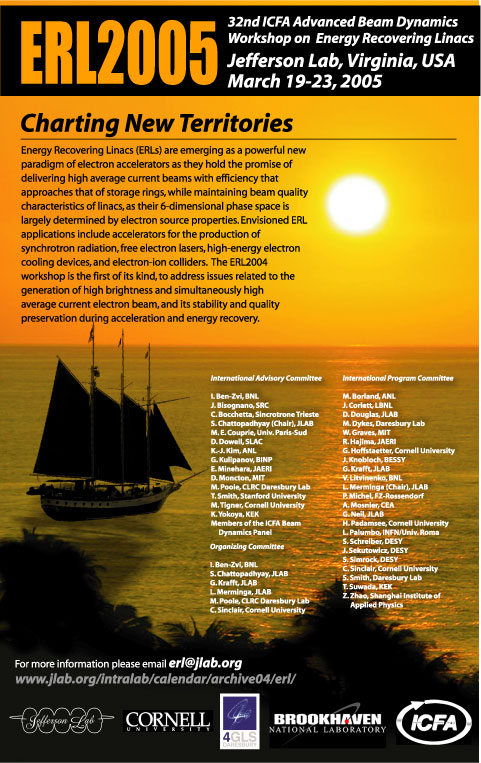 ERL2005
32nd ICFA Advanced Beam Dynamics
Workshop on Energy Recovering Linacs
Jefferson Lab, Virginia, USA
March 19-23, 2005
Charting New Territories
Energy Recovering Linacs (ERLs) are emerging as a powerful new
paradigm of electron accelerators as they hold the promise of
delivering high average current beams with efficiency that
approaches that of storage rings, while maintaining beam quality
characteristics of linacs, as their 6-dimensional phase space is
largely determined by electron source properties. Envisioned ERL
applications include accelerators for the production of
synchrotron radiation, free electron lasers, high-energy electron
cooling devices, and electron-ion colliders. The ERL2004
workshop is the first of its kind, to address issues related to the
generation of high brightness and simultaneously high
average current electron beam, and its stability and quality
preservation during acceleration and energy recovery.
International Advisory Committee
I. Ben-Zvi, BNL
J. Bisognano, SRC
C. Bocchetta, Sincrotrone Trieste
S. Chattopadhyay (Chair), JLAB
M. E. Couprie, Univ. Paris-Sud
D. Dowell, SLAC
K.-J. Kim, ANL
G. Kulipanov, BINP
E. Minehara, JAERI
D. Moncton, MIT
M. Poole, CLRC Daresbury Lab
T. Smith, Stanford University
M. Tigner, Cornell University
K. Yokoya, KEK
Members of the ICFA Beam
Dynamics Panel
Organizing Committee
I. Ben-Zvi, BNL
S. Chattopadhyay, JLAB
G. Krafft, JLAB
L. Merminga, JLAB
M. Poole, CLRC Daresbury Lab
C. Sinclair, Cornell University
International Program Committee
M. Borland, ANL
J. Corlett, LBNL
D. Douglas, JLAB
M. Dykes, Daresbury Lab
W. Graves, MIT
R. Hajima, JAERI
G. Hoffstaetter, Cornell University
J. Knobloch, BESSY
G. Krafft, JLAB
V. Litvinenko, BNL
L. Merminga (Chair), JLAB
P. Michel, FZ-Rossendorf
A. Mosnier, CEA
G. Neil, JLAB
H. Padamsee, Cornell University
L. Palumbo, INFN/Univ. Roma
S. Schreiber, DESY
J. Sekutowicz, DESY
S. Simrock, DESY
C. Sinclair, Cornell University
S. Smith, Daresbury Lab
T. Suwada, KEK
Z. Zhao, Shanghai Institute of
Applied Physics
For more information please email erl@jlab.org
www.jlab.org/intralab/calendar/archive04/erl/
Jefferson Lab
CORNELL
UNIVERSITY
4GLS
DARESBURY
BROOKHAVEN
NATIONAL LABORATORY
ICFA